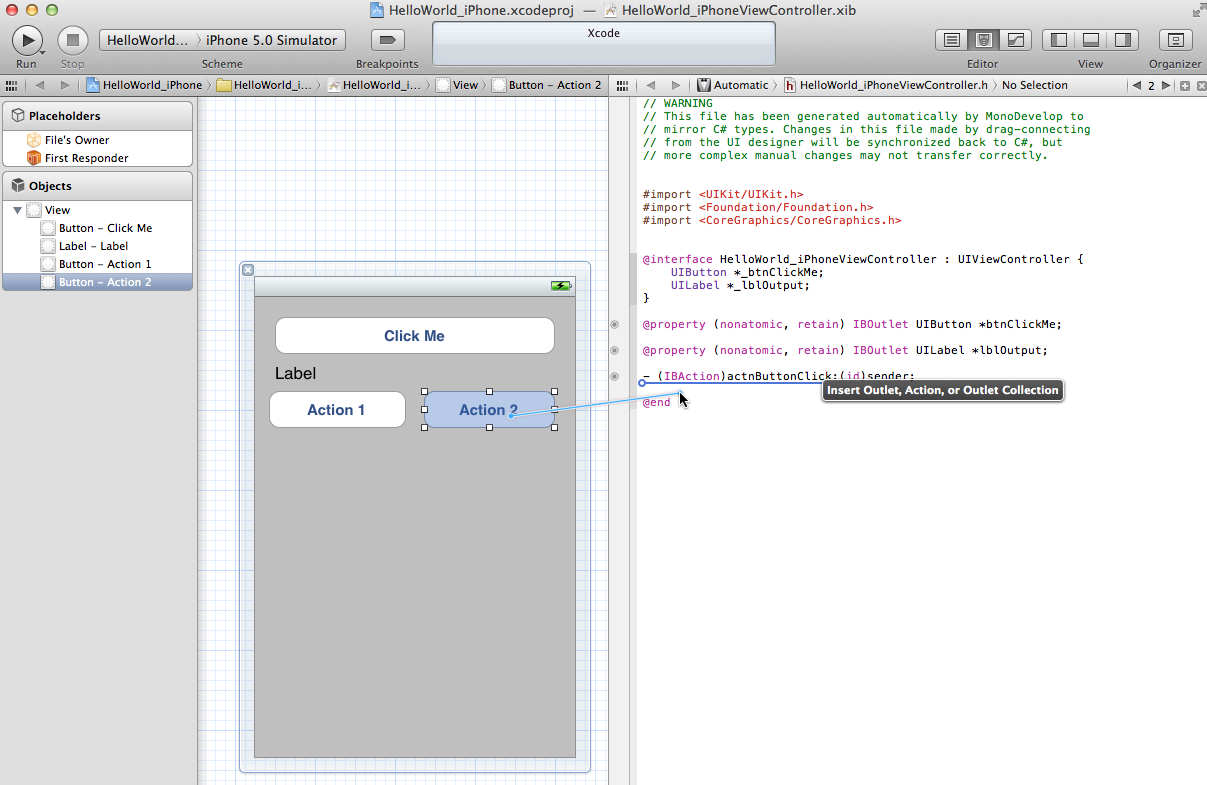 HelloWorld_iPhone.xcodeproj — HelloWorld_iPhoneViewController.xib
Run
Stop
HelloWorld... iPhone 5.0 Simulator
Scheme
Breakpoints
Xcode
Editor
View
Organizer
HelloWorld_iPhone HelloWorld_i... HelloWorld_i... View Button – Action 2
Automatic HelloWorld_iPhoneViewController.h No Selection 2
Placeholders
File's Owner
First Responder
Objects
View
Button – Click Me
Label – Label
Button – Action 1
Button – Action 2
Click Me
Label
Action 1
Action 2
// WARNING
// This file has been generated automatically by MonoDevelop to
// mirror C# types. Changes in this file made by drag-connecting
// from the UI designer will be synchronized back to C#, but
// more complex manual changes may not transfer correctly.
#import <UIKit/UIKit.h>
#import <Foundation/Foundation.h>
#import <CoreGraphics/CoreGraphics.h>
@interface HelloWorld_iPhoneViewController : UIViewController {
UIButton *_btnClickMe;
UILabel *_lblOutput;
}
@property (nonatomic, retain) IBOutlet UIButton *btnClickMe;
@property (nonatomic, retain) IBOutlet UILabel *lblOutput;
- (IBAction)actnButtonClick:(id)sender;
Insert Outlet, Action, or Outlet Collection
@end